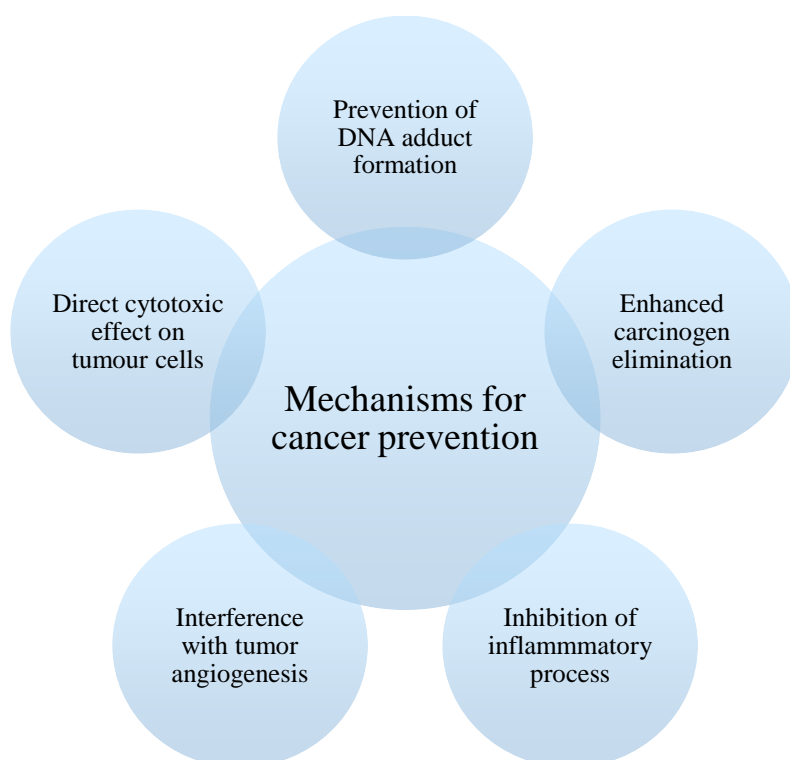 Prevention of
DNA adduct
formation
Direct cytotoxic
effect on
tumour cells
Enhanced
carcinogen
elimination
Mechanisms for
cancer prevention
Interference
with tumor
angiogenesis
Inhibition of
inflammmatory
process